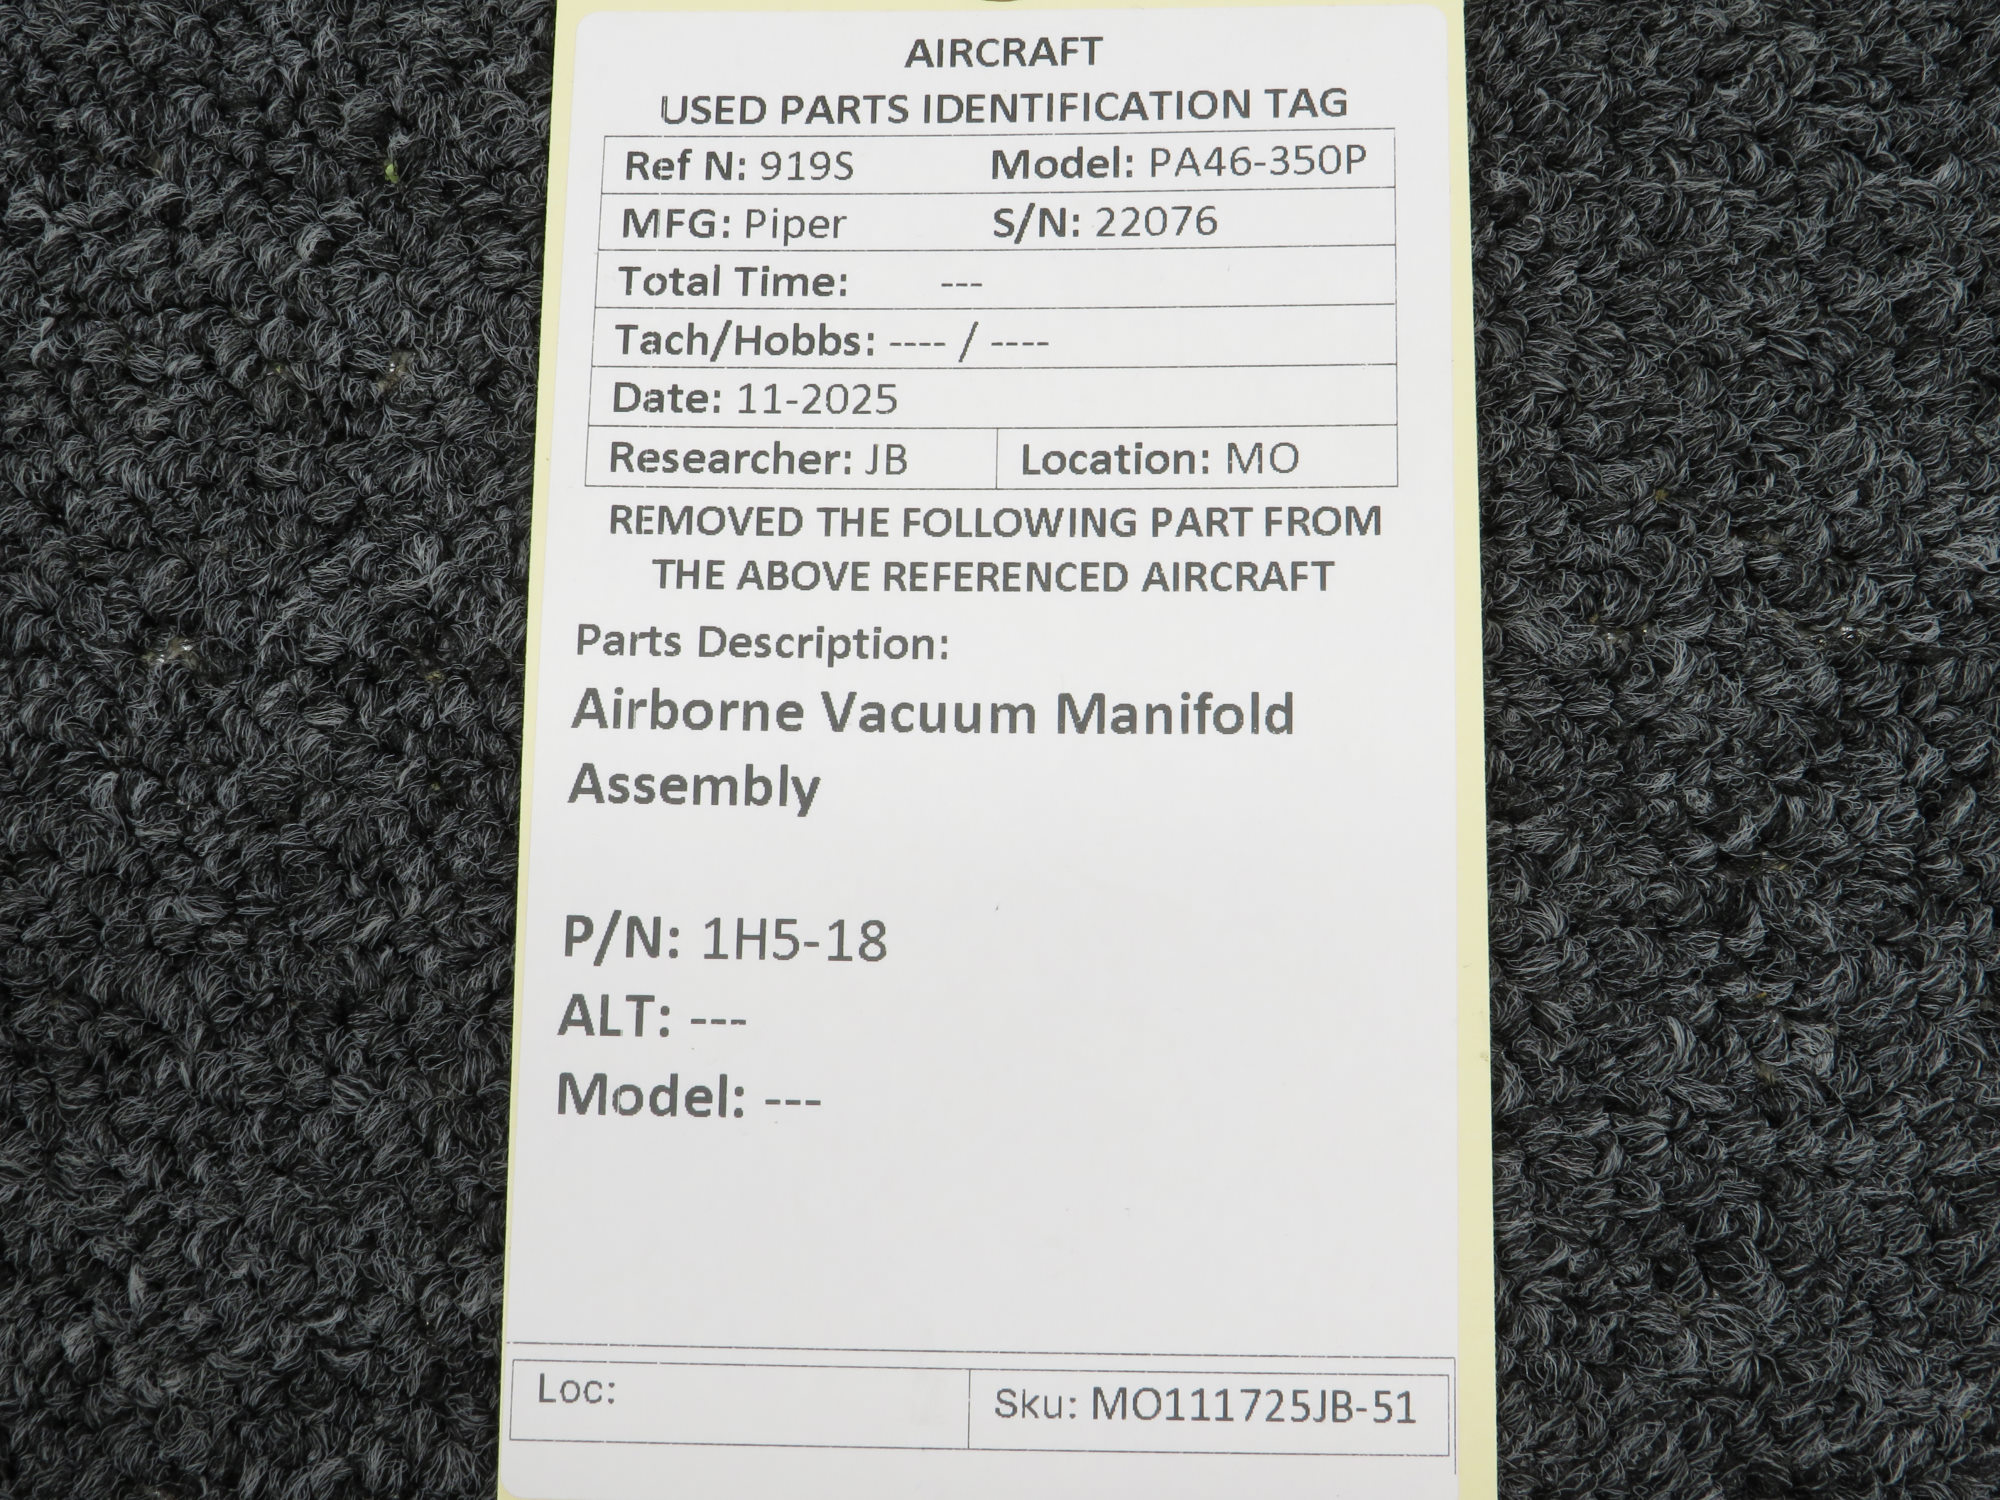 AIRCRAFT
USED PARTS IDENTIFICATION TAG
Ref N: 919S Model: PA46-350P
MFG: Piper S/N: 22076
Total Time: ---
Tach/Hobbs: ---- / ----
Date: 11-2025
Researcher: JB Location: MO
REMOVED THE FOLLOWING PART FROM
THE ABOVE REFERENCED AIRCRAFT
Parts Description:
Airborne Vacuum Manifold
Assembly
P/N: 1H5-18
ALT: ---
Model: ---
Loc: Sku: MO111725JB-51